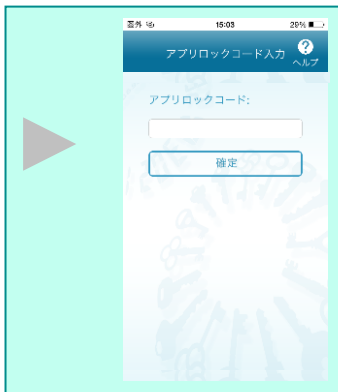 圏外 15:03 29%
アプリロックコード入力
?
ヘルプ
アプリロックコード:
確定